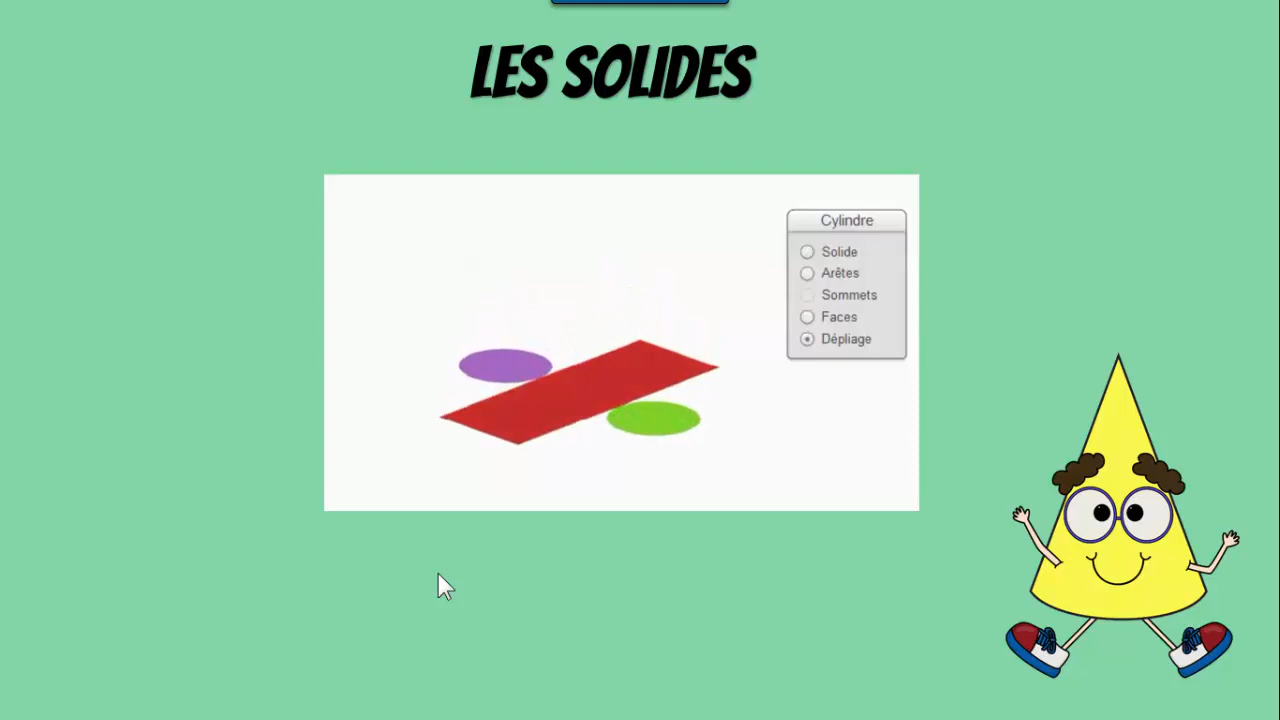 LES SOLIDES
Cylindre
Solide
Arêtes
Sommets
Faces
Dépliage